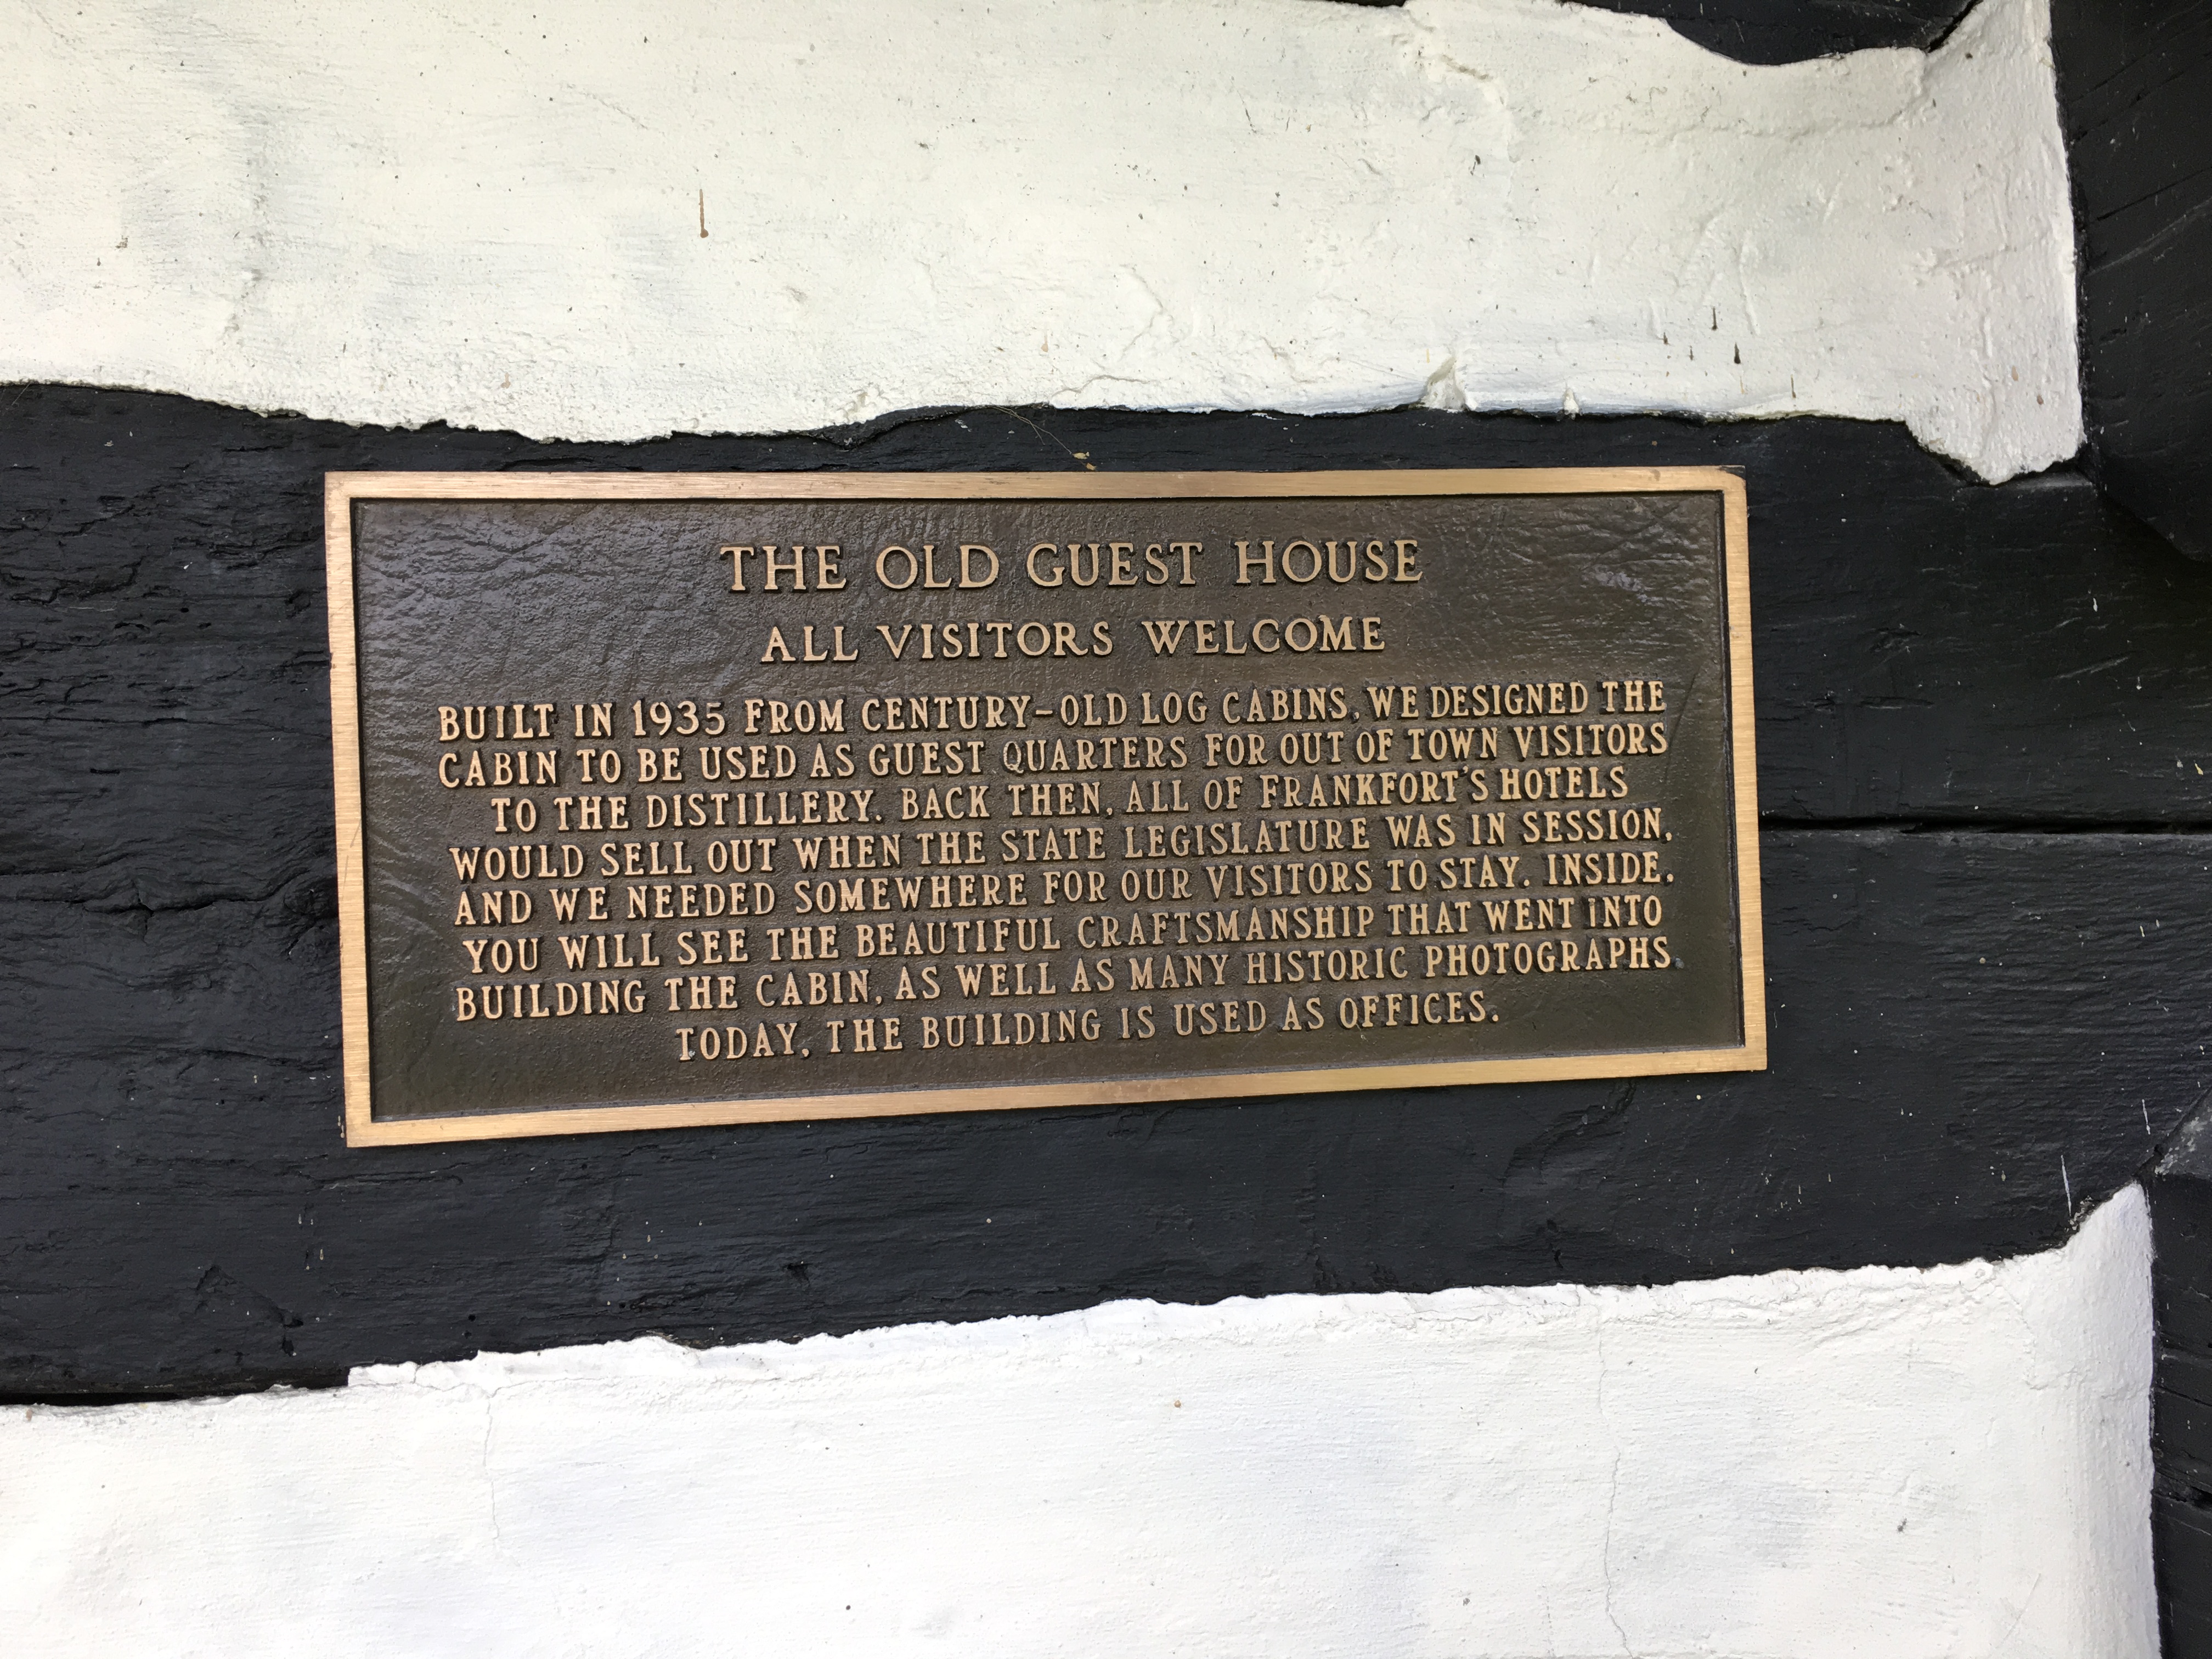 THE OLD GUEST HOUSE
ALL VISITORS WELCOME
BUILT IN 1935 FROM CENTURY-OLD LOG CABINS, WE DESIGNED THE
CABIN TO BE USED AS GUEST QUARTERS FOR OUT OF TOWN VISITORS
TO THE DISTILLERY. BACK THEN, ALL OF FRANKFORT'S HOTELS
WOULD SELL OUT WHEN THE STATE LEGISLATURE WAS IN SESSION,
AND WE NEEDED SOMEWHERE FOR OUR VISITORS TO STAY. INSIDE,
YOU WILL SEE THE BEAUTIFUL CRAFTSMANSHIP THAT WENT INTO
BUILDING THE CABIN, AS WELL AS MANY HISTORIC PHOTOGRAPHS.
TODAY, THE BUILDING IS USED AS OFFICES.